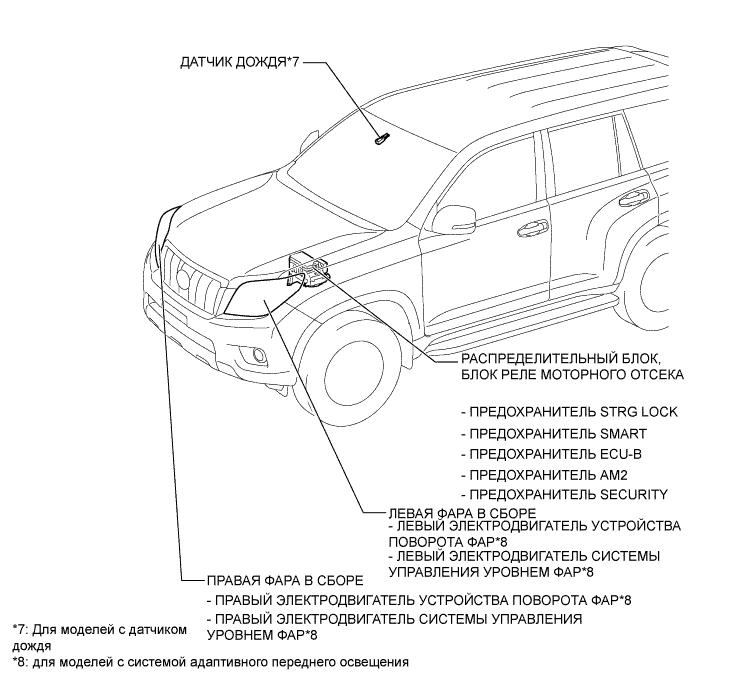 ДАТЧИК ДОЖДЯ*7
РАСПРЕДЕЛИТЕЛЬНЫЙ БЛОК,
БЛОК РЕЛЕ МОТОРНОГО ОТСЕКА
- ПРЕДОХРАНИТЕЛЬ STRG LOCK
- ПРЕДОХРАНИТЕЛЬ SMART
- ПРЕДОХРАНИТЕЛЬ ECU-B
- ПРЕДОХРАНИТЕЛЬ AM2
- ПРЕДОХРАНИТЕЛЬ SECURITY
ЛЕВАЯ ФАРА В СБОРЕ
- ЛЕВЫЙ ЭЛЕКТРОДВИГАТЕЛЬ УСТРОЙСТВА
ПОВОРОТА ФАР*8
- ЛЕВЫЙ ЭЛЕКТРОДВИГАТЕЛЬ СИСТЕМЫ
УПРАВЛЕНИЯ УРОВНЕМ ФАР*8
ПРАВАЯ ФАРА В СБОРЕ
- ПРАВЫЙ ЭЛЕКТРОДВИГАТЕЛЬ УСТРОЙСТВА ПОВОРОТА ФАР*8
- ПРАВЫЙ ЭЛЕКТРОДВИГАТЕЛЬ СИСТЕМЫ УПРАВЛЕНИЯ
УРОВНЕМ ФАР*8
*7: Для моделей с датчиком
дождя
*8: для моделей с системой адаптивного переднего освещения